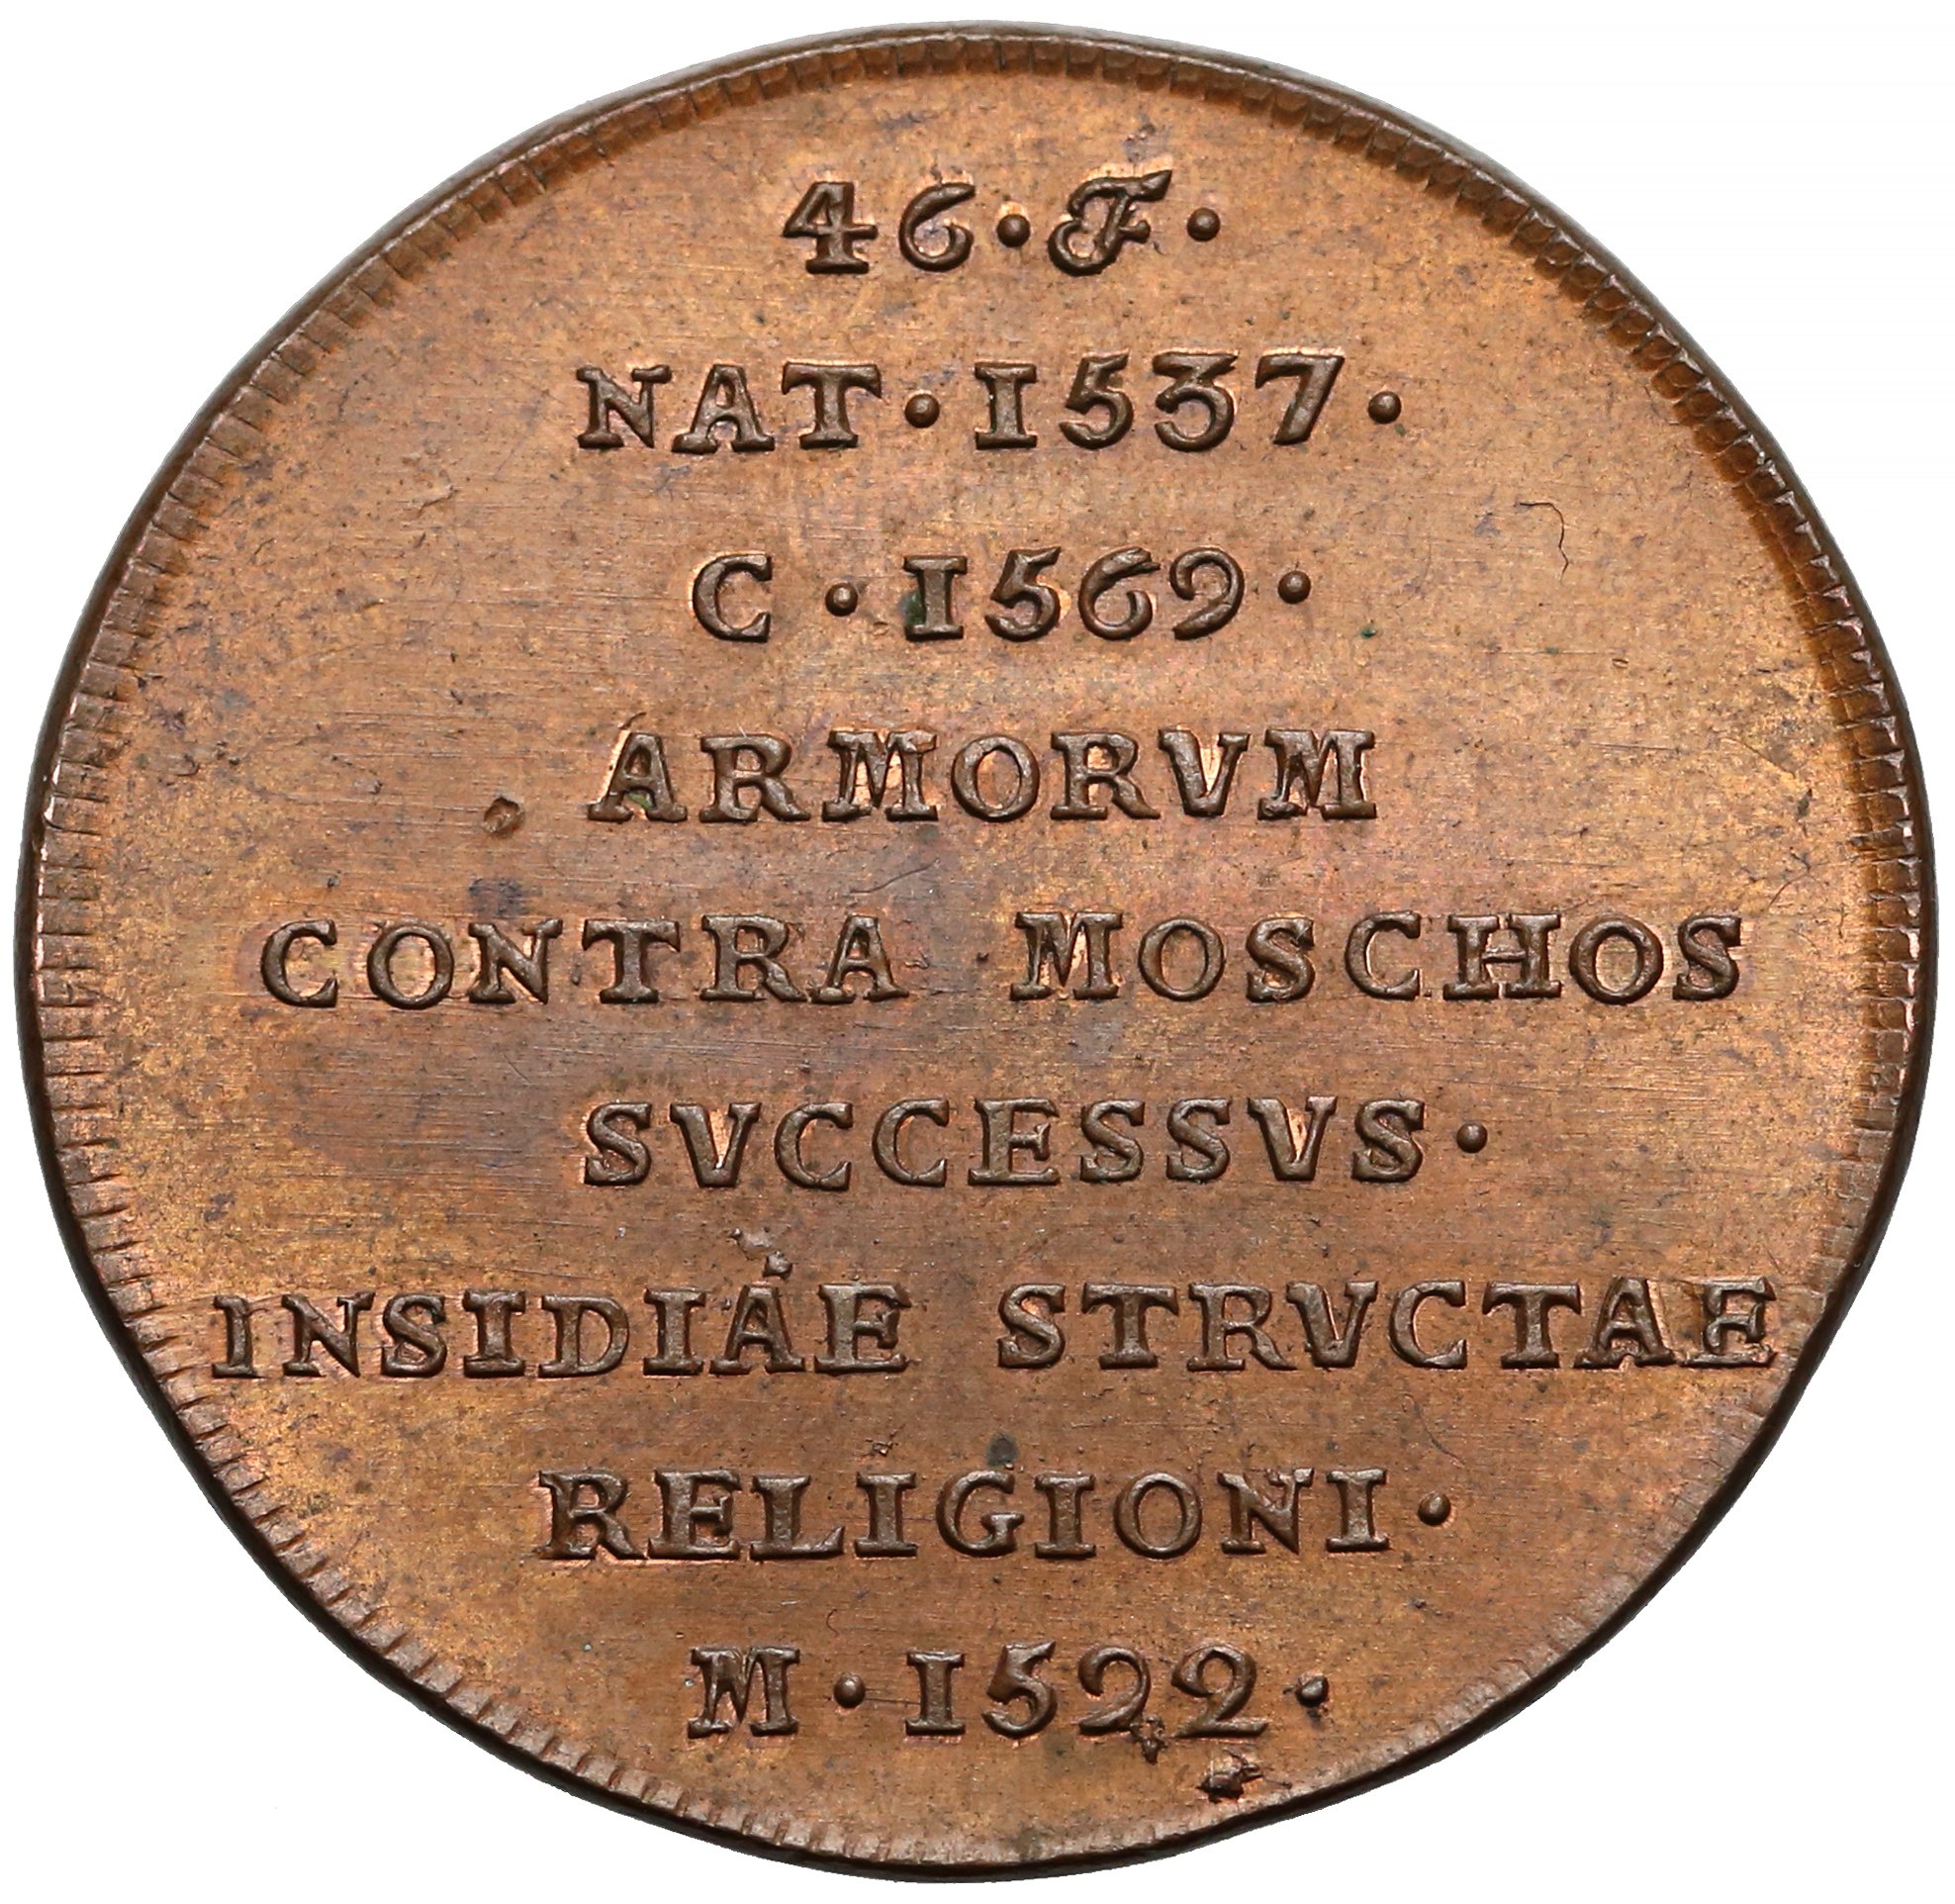 46·F·
NAT·1537·
C·1569·
ARMORVM
CONTRA MOSCHOS
SVCCESSVS·
INSIDIAE STRVCTAE
RELIGIONI·
M·1592·